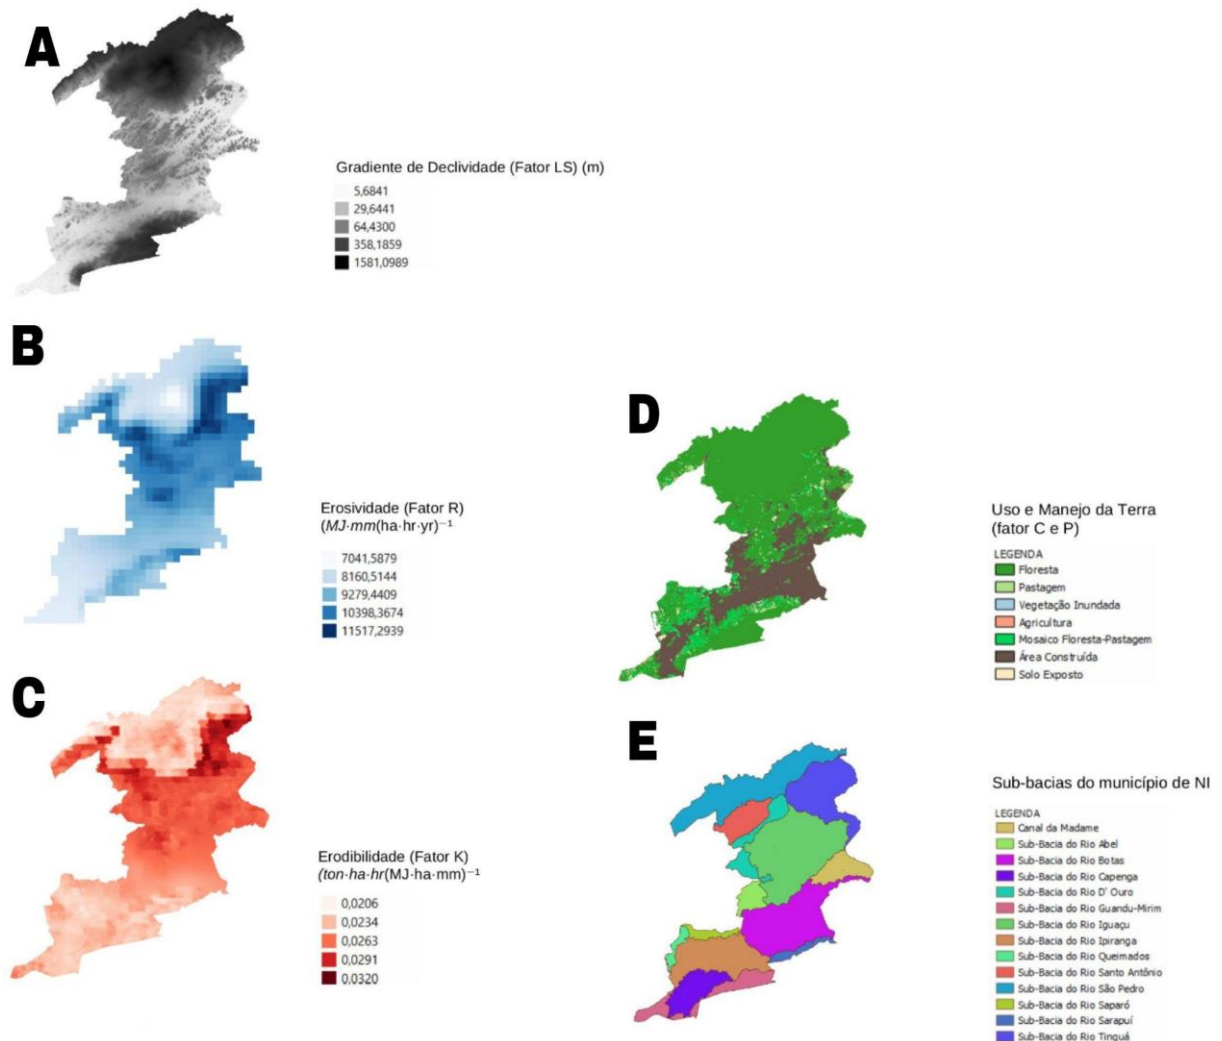 A
Gradiente de Declividade (Fator LS) (m)
5,6841
29,6441
64,4300
358,1859
1581,0989
B
Erosividade (Fator R)
(MJ·mm(ha·hr·yr)⁻¹
7041,5879
8160,5144
9279,4409
10398,3674
11517,2939
C
Erodibilidade (Fator K)
(ton·ha·hr(MJ·ha·mm)⁻¹
0,0206
0,0234
0,0263
0,0291
0,0320
D
Uso e Manejo da Terra
(fator C e P)
LEGENDA
Floresta
Pastagem
Vegetação Inundada
Agricultura
Mosaico Floresta-Pastagem
Área Construída
Solo Exposto
E
Sub-bacias do município de NI
LEGENDA
Canal da Madame
Sub-Bacia do Rio Abel
Sub-Bacia do Rio Botas
Sub-Bacia do Rio Capenga
Sub-Bacia do Rio D' Ouro
Sub-Bacia do Rio Guandu-Mirim
Sub-Bacia do Rio Iguaçu
Sub-Bacia do Rio Ipiranga
Sub-Bacia do Rio Queimados
Sub-Bacia do Rio Santo Antônio
Sub-Bacia do Rio São Pedro
Sub-Bacia do Rio Saparó
Sub-Bacia do Rio Sarapuí
Sub-Bacia do Rio Tinguá